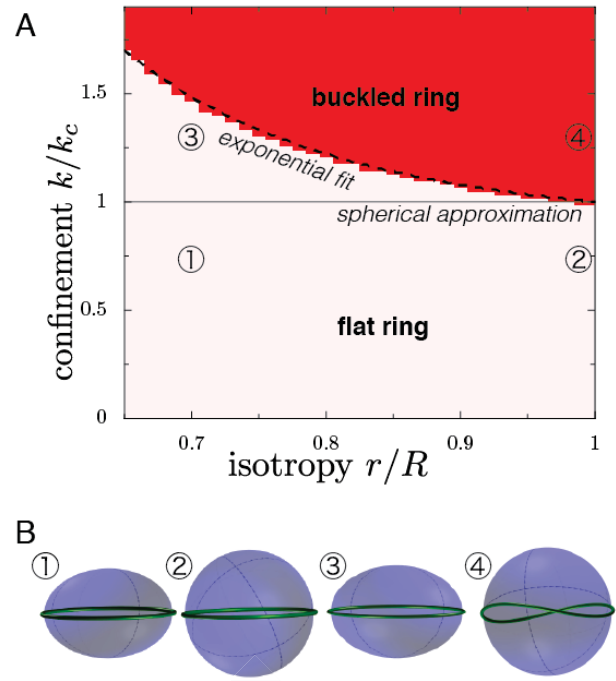 A
confinement k/k_c
1.5
1
0.5
0
buckled ring
③
④
exponential fit
spherical approximation
①
②
flat ring
0.7
0.8
0.9
1
isotropy r/R
B
①
②
③
④